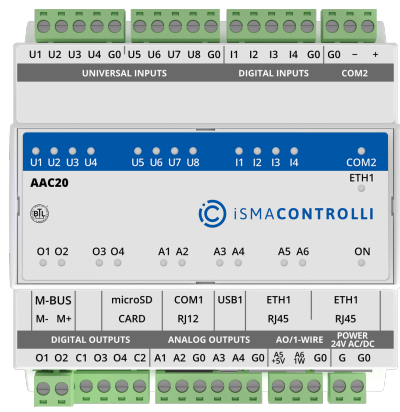 U1 U2 U3 U4 G0 U5 U6 U7 U8 G0 I1 I2 I3 I4 G0 G0 – +
UNIVERSAL INPUTS DIGITAL INPUTS COM2
U1 U2 U3 U4 U5 U6 U7 U8 I1 I2 I3 I4 COM2
ETH1
AAC20
BTL
iSMACONTROLLI
O1 O2 O3 O4 A1 A2 A3 A4 A5 A6 ON
M-BUS microSD COM1 USB1 ETH1 ETH1
M- M+ CARD RJ12 RJ45 RJ45
DIGITAL OUTPUTS ANALOG OUTPUTS AO/1-WIRE POWER
24V AC/DC
O1 O2 C1 O3 O4 C2 A1 A2 G0 A3 A4 G0 A5 A6 G0 G G0
+5V 1W